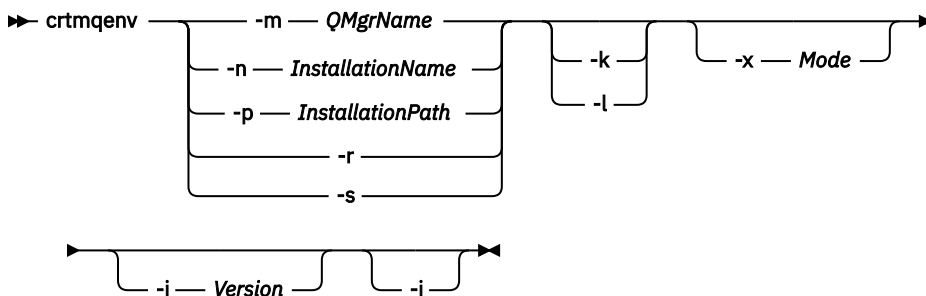 crtmqenv -m QMgrName
-n InstallationName
-p InstallationPath
-r
-s
-k
-l
-x Mode
-i Version
-i